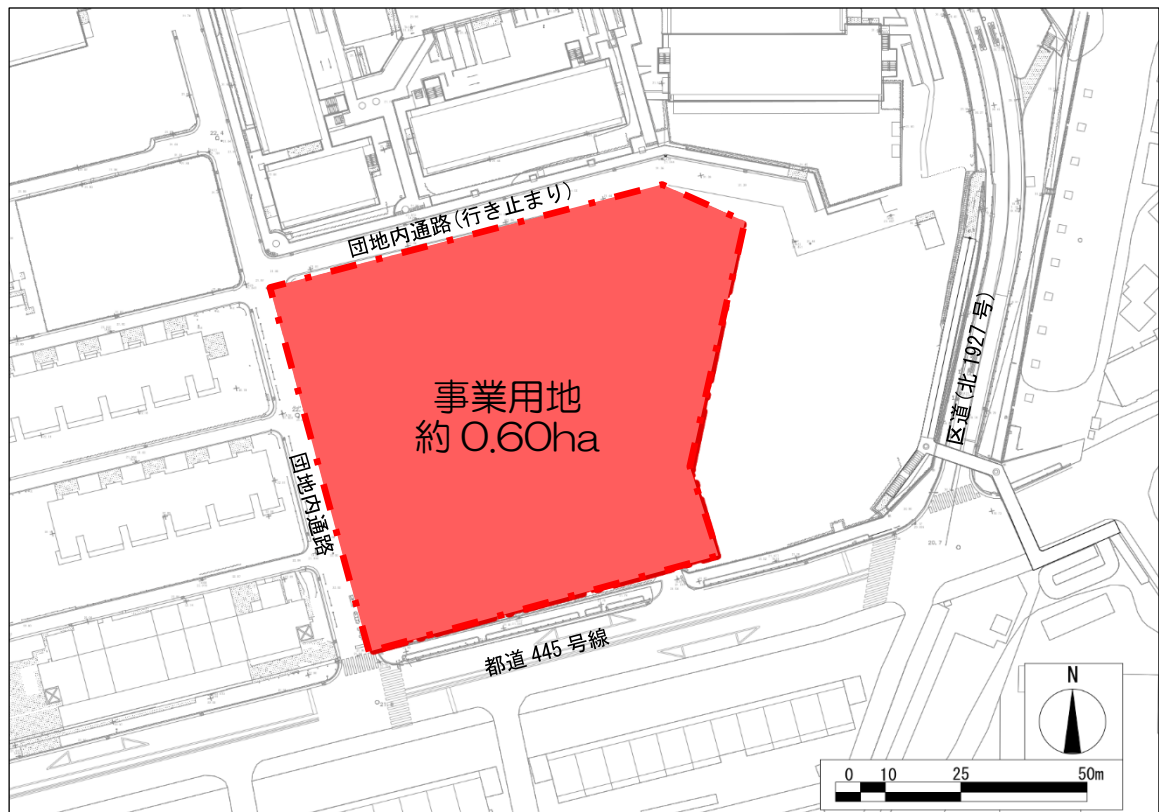 団地内通路(行き止まり)
事業用地
約 0.60ha
区道(北 1927 号)
団地内通路
都道 445 号線
N
0 10 25 50m